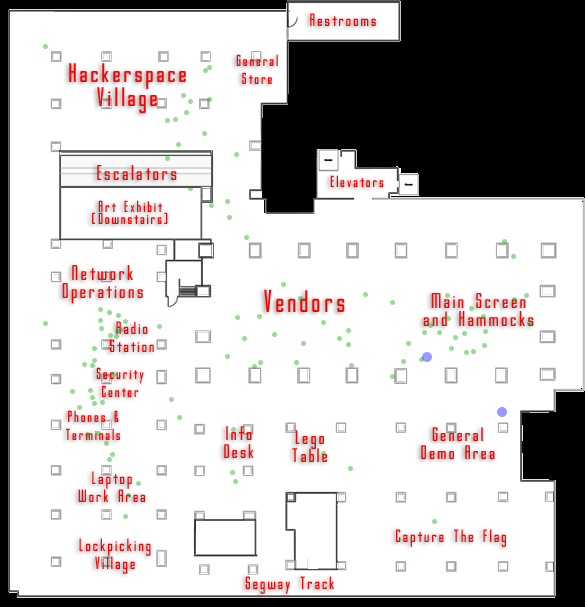 Restrooms
Hackerspace
Village
General
Store
Escalators
Elevators
Art Exhibit
(Downstairs)
Network
Operations
Vendors
Main Screen
and Hammocks
Radio
Station
Security
Center
Phones &
Terminals
Info
Desk
Lego
Table
General
Demo Area
Laptop
Work Area
Capture The Flag
Lockpicking
Village
Segway Track